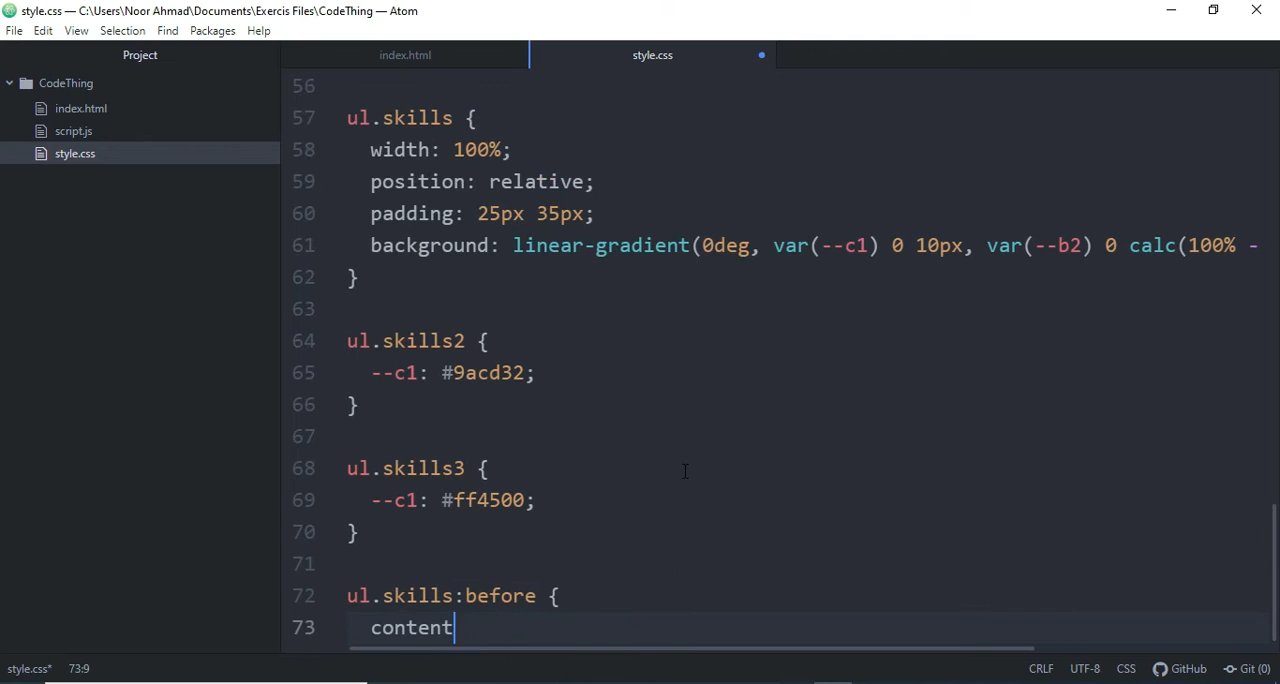 style.css — C:\Users\Noor Ahmad\Documents\Exercis Files\CodeThing — Atom
File Edit View Selection Find Packages Help
Project
index.html
style.css
CodeThing
index.html
script.js
style.css
56
57 ul.skills {
58 width: 100%;
59 position: relative;
60 padding: 25px 35px;
61 background: linear-gradient(0deg, var(--c1) 0 10px, var(--b2) 0 calc(100% -
62 }
63
64 ul.skills2 {
65 --c1: #9acd32;
66 }
67
68 ul.skills3 {
69 --c1: #ff4500;
70 }
71
72 ul.skills:before {
73 content
style.css* 73:9 CRLF UTF-8 CSS GitHub Git (0)